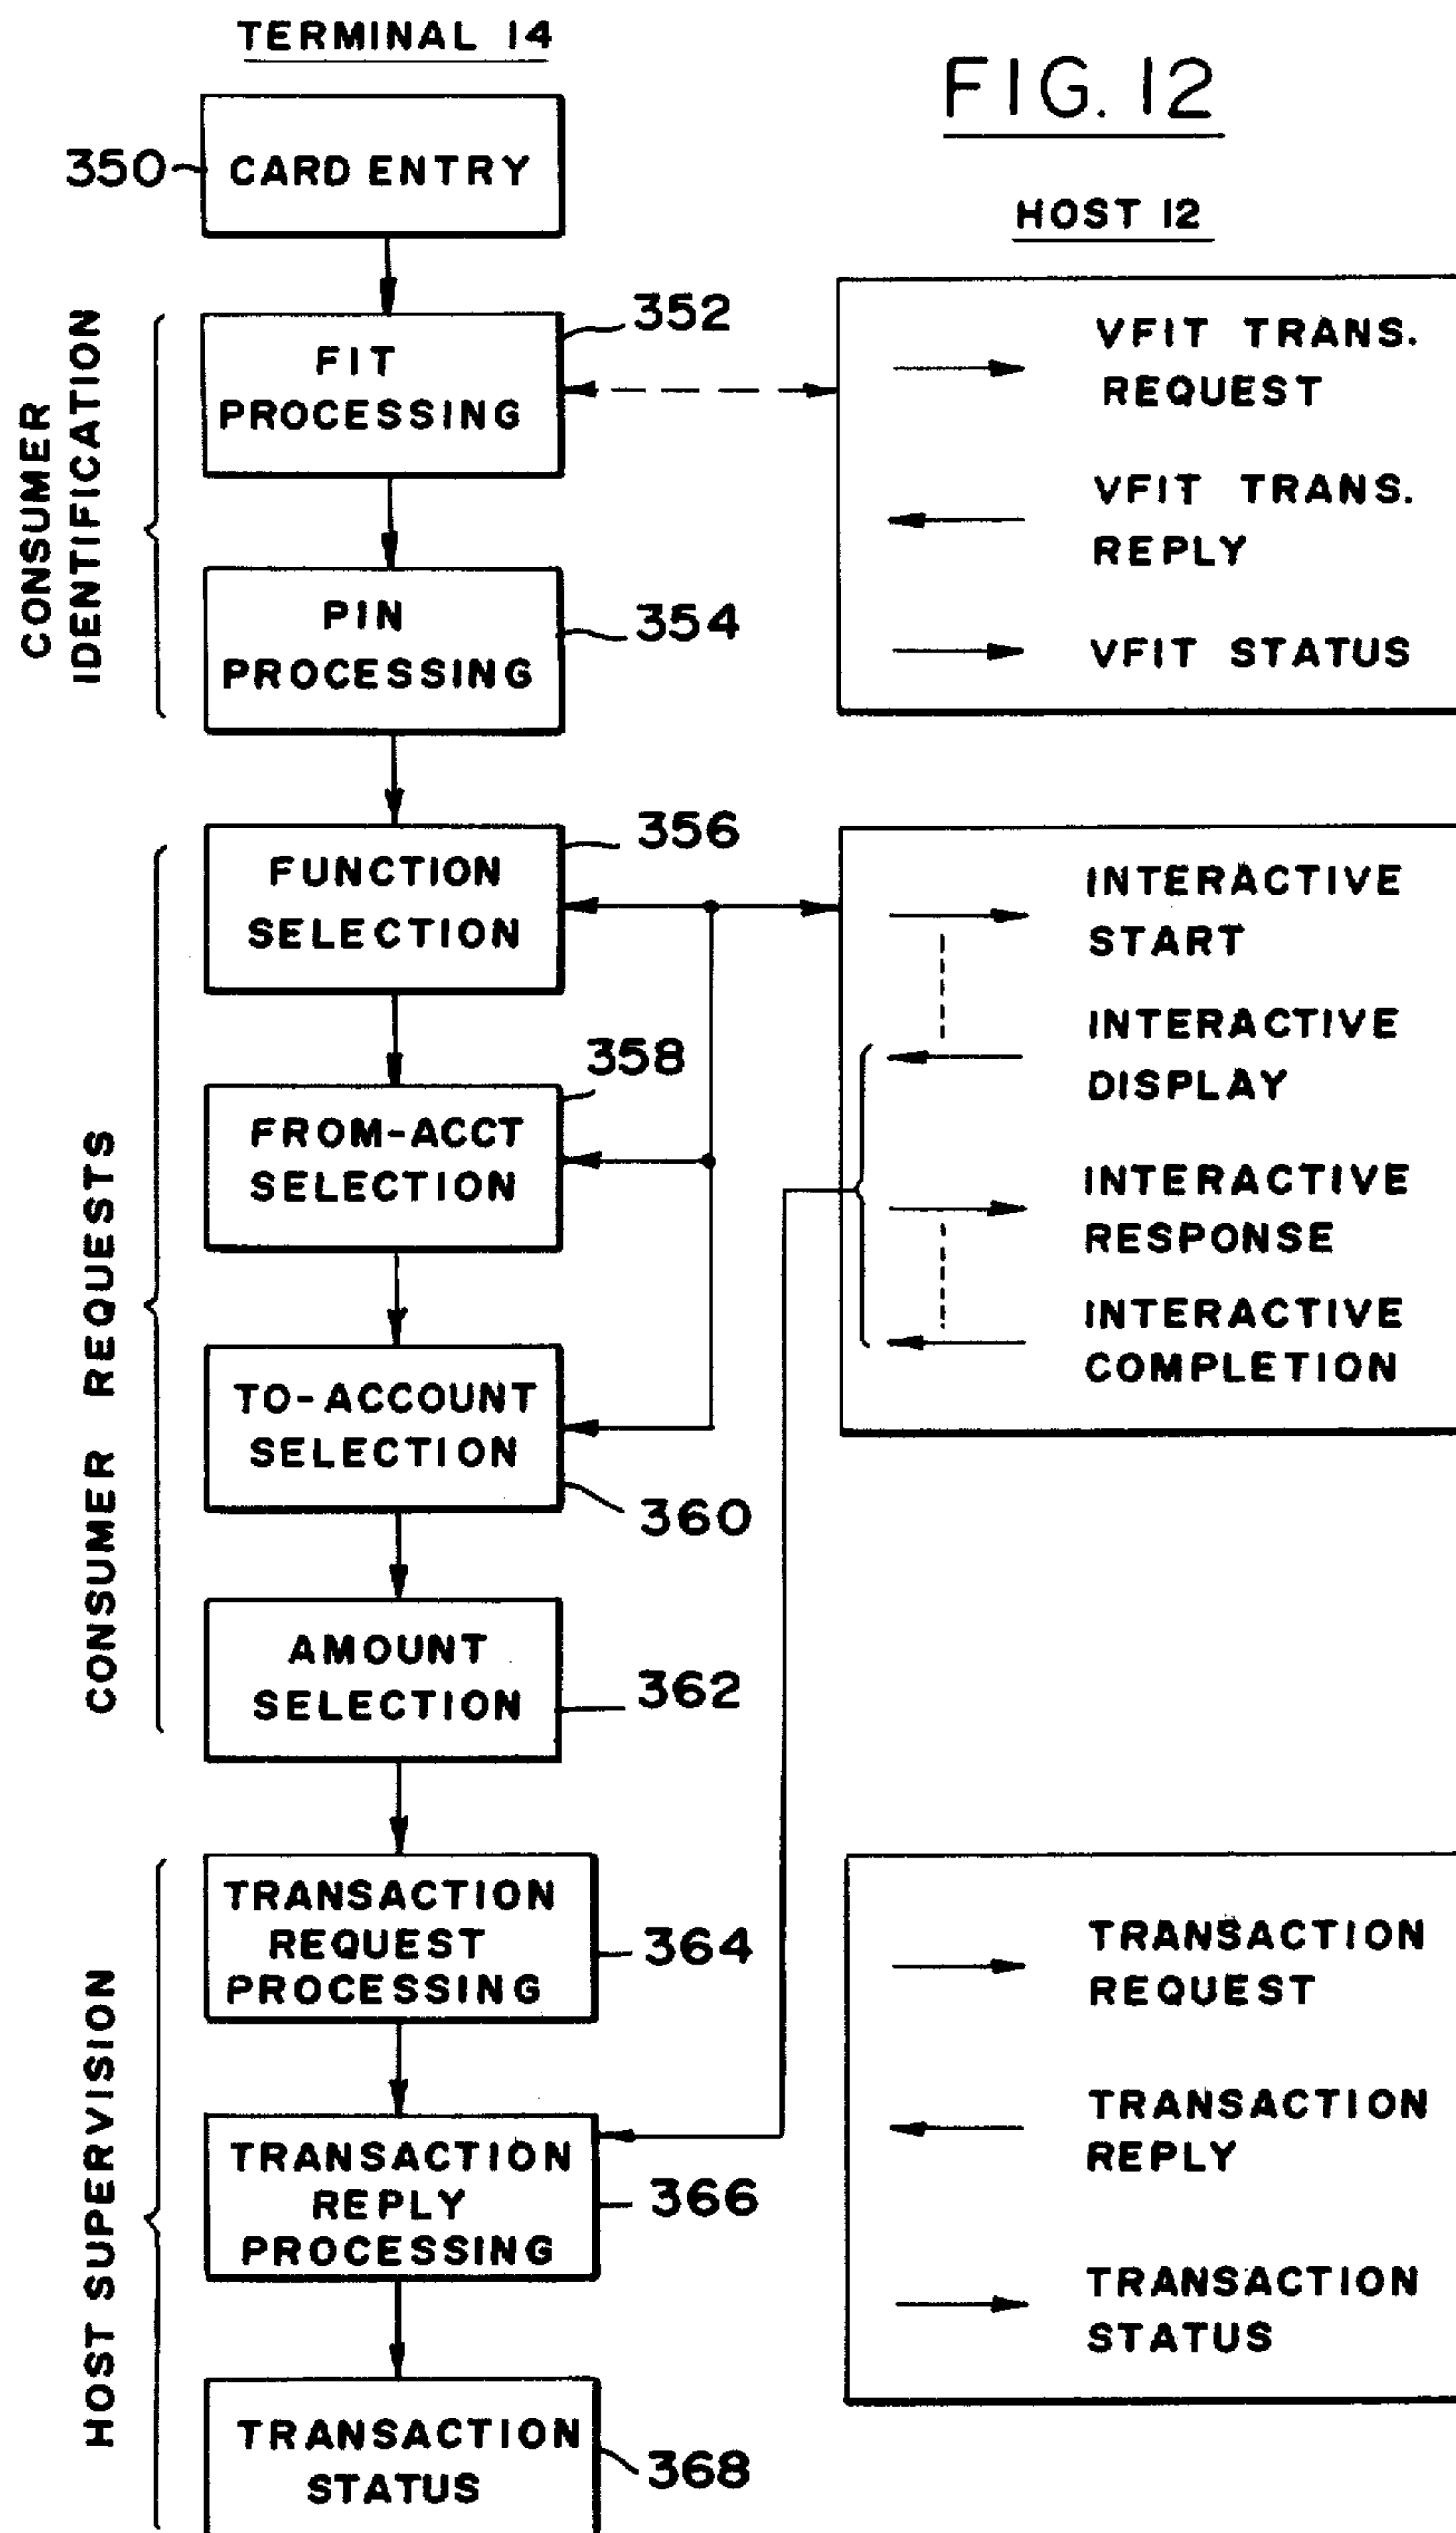 TERMINAL 14
FIG. 12
350
CARD ENTRY
HOST 12
CONSUMER
IDENTIFICATION
352
FIT
PROCESSING
VFIT TRANS.
REQUEST
VFIT TRANS.
REPLY
VFIT STATUS
PIN
PROCESSING
354
CONSUMER REQUESTS
356
FUNCTION
SELECTION
INTERACTIVE
START
INTERACTIVE
DISPLAY
INTERACTIVE
RESPONSE
INTERACTIVE
COMPLETION
358
FROM-ACCT
SELECTION
TO-ACCOUNT
SELECTION
360
AMOUNT
SELECTION
362
HOST SUPERVISION
TRANSACTION
REQUEST
PROCESSING
364
TRANSACTION
REQUEST
TRANSACTION
REPLY
TRANSACTION
STATUS
TRANSACTION
REPLY
PROCESSING
366
TRANSACTION
STATUS
368